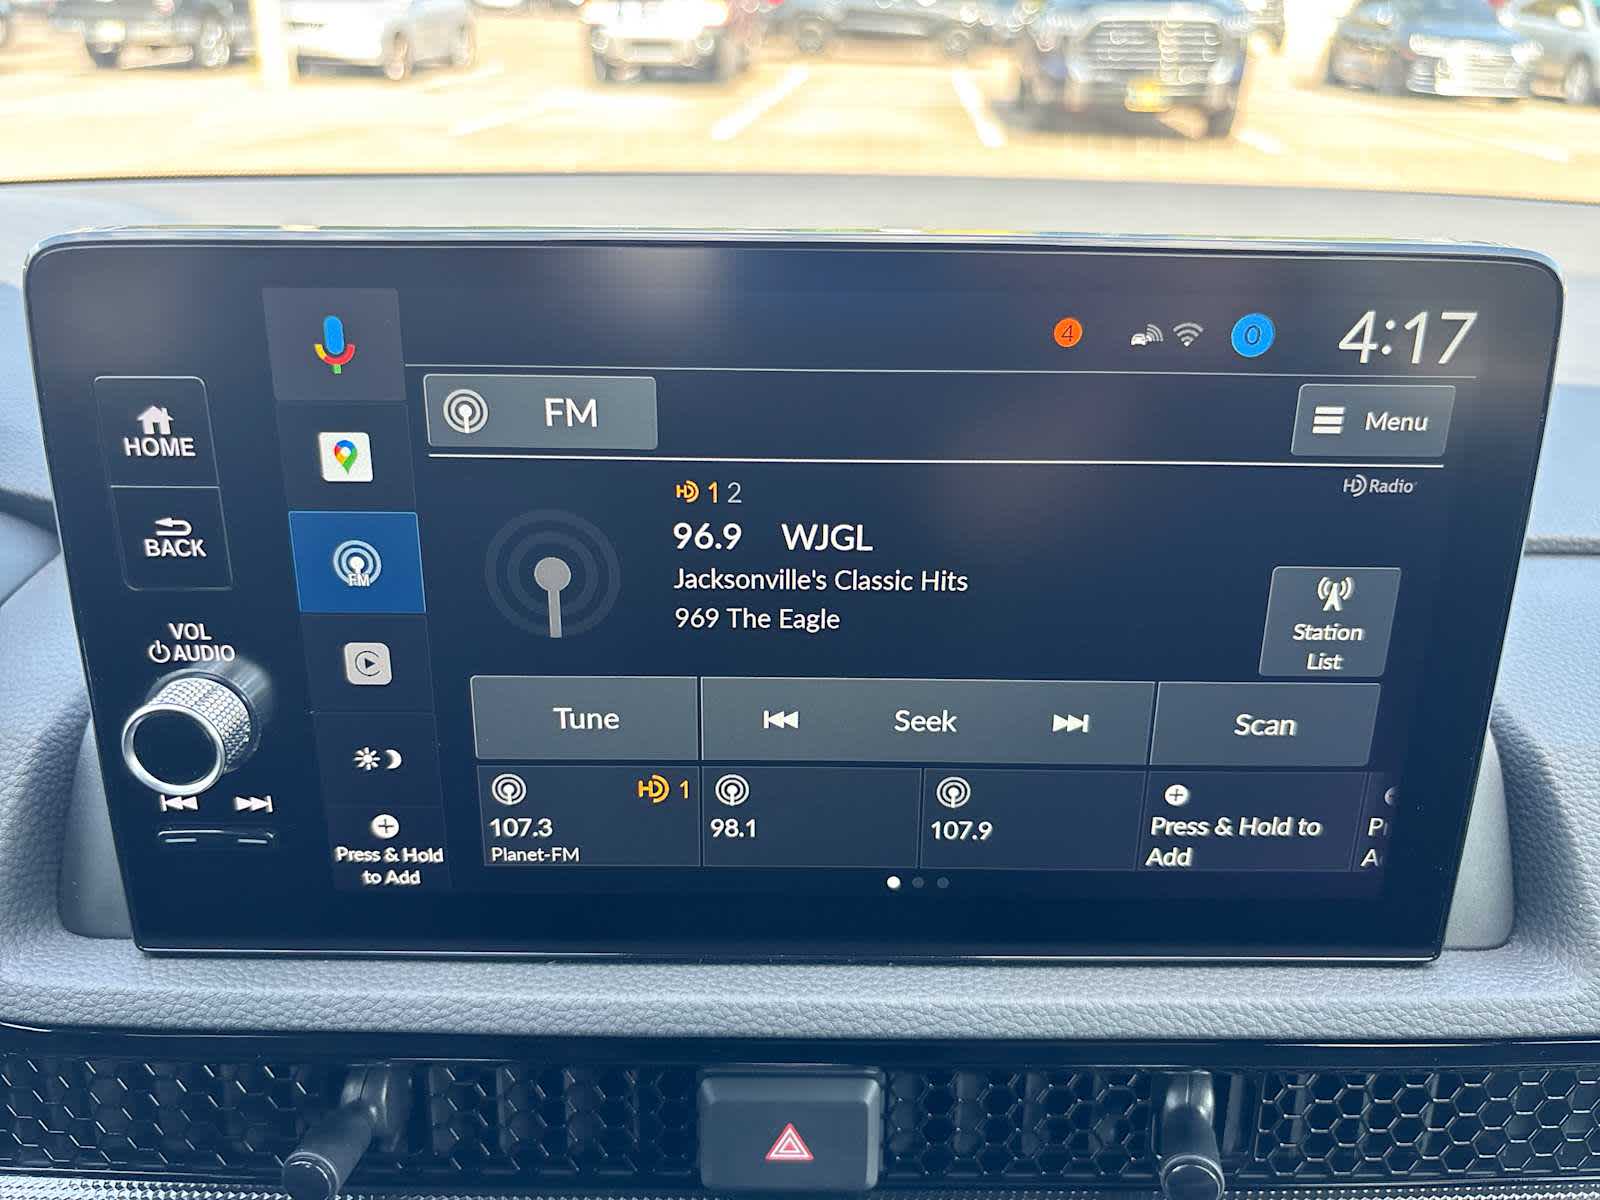 4
0
4:17
HOME
BACK
VOL
AUDIO
FM
FM
Menu
HD Radio
HD 1 2
96.9 WJGL
Jacksonville's Classic Hits
969 The Eagle
Station
List
Tune
Seek
Scan
HD 1
107.3
Planet-FM
98.1
107.9
Press & Hold to
Add
Press & Hold
to Add